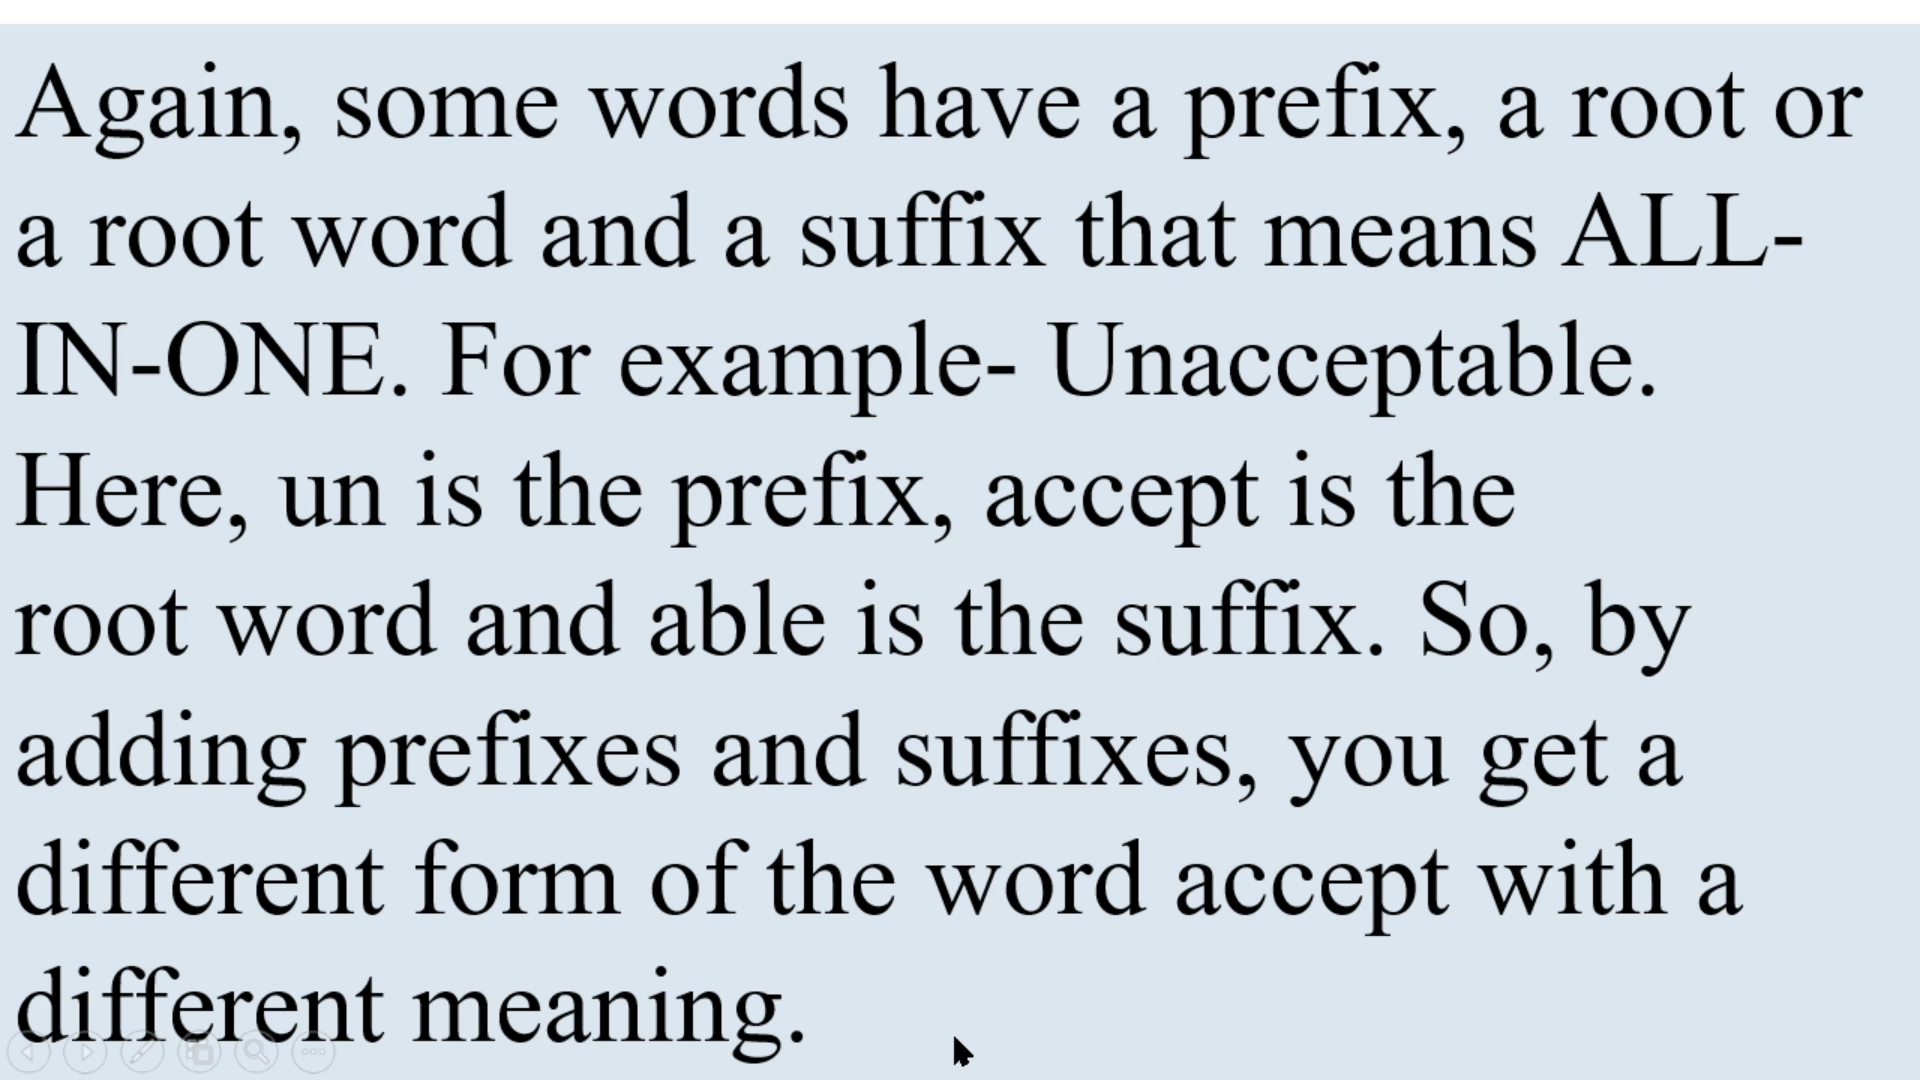 Again, some words have a prefix, a root or
a root word and a suffix that means ALL-
IN-ONE. For example- Unacceptable.
Here, un is the prefix, accept is the
root word and able is the suffix. So, by
adding prefixes and suffixes, you get a
different form of the word accept with a
different meaning.